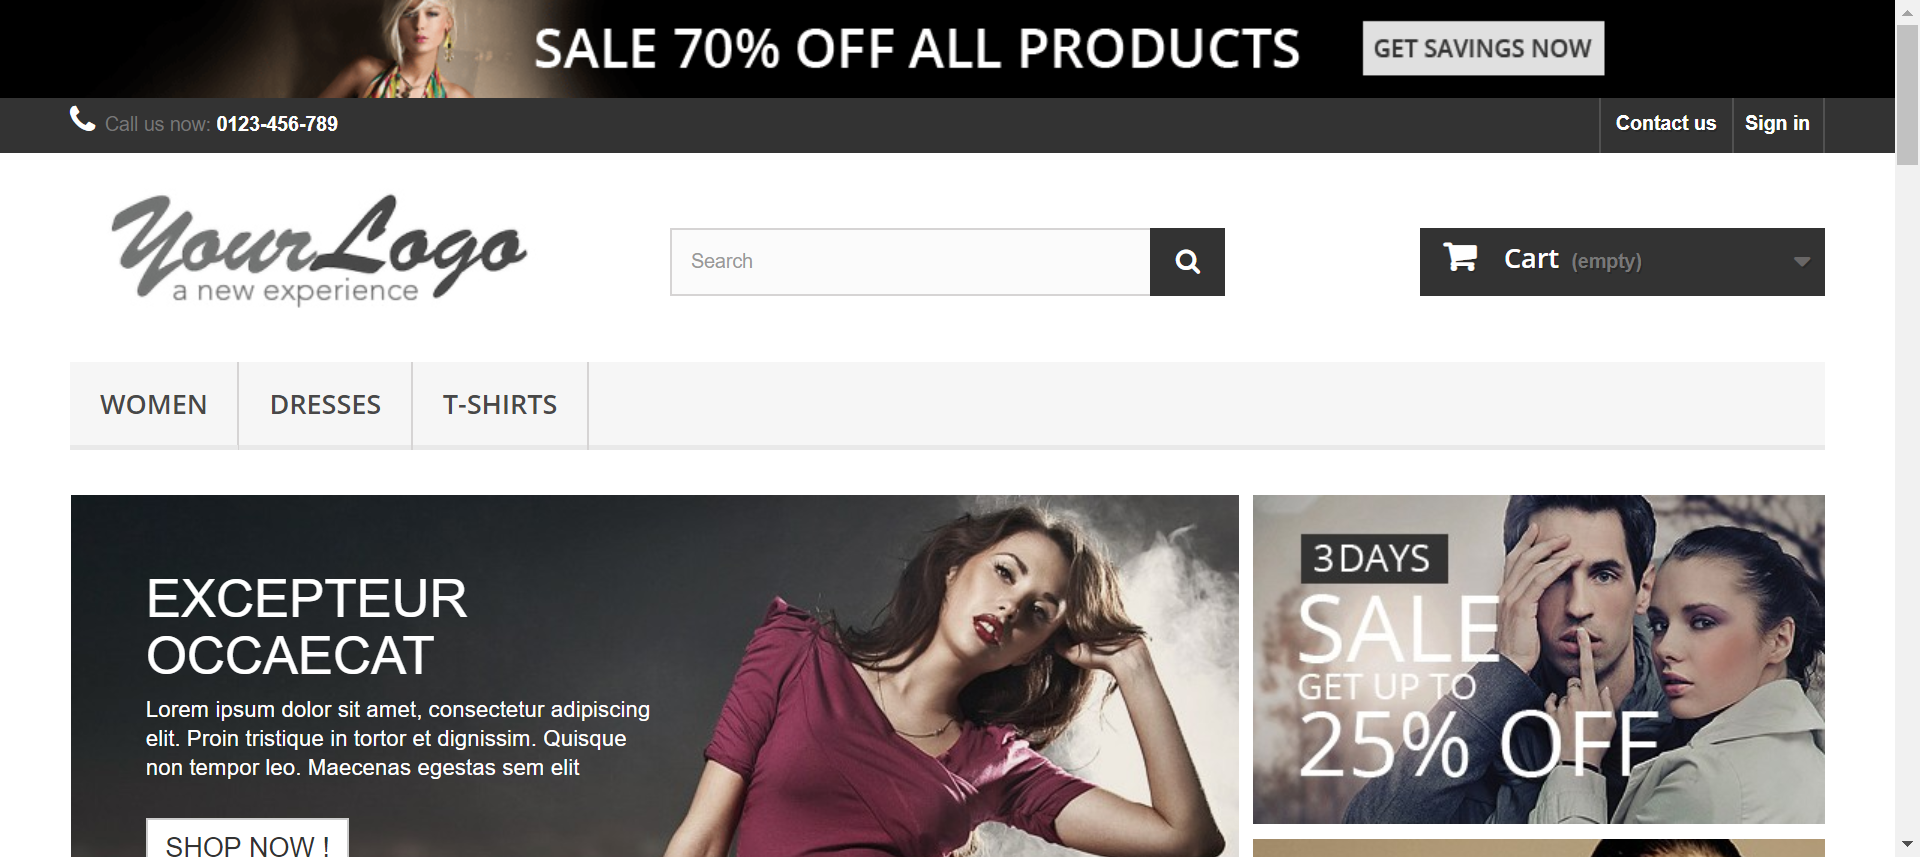 SALE 70% OFF ALL PRODUCTS
GET SAVINGS NOW
Call us now: 0123-456-789
Contact us
Sign in
YourLogo
a new experience
Search
Cart (empty)
WOMEN
DRESSES
T-SHIRTS
EXCEPTEUR
OCCAECAT
Lorem ipsum dolor sit amet, consectetur adipiscing
elit. Proin tristique in tortor et dignissim. Quisque
non tempor leo. Maecenas egestas sem elit
SHOP NOW !
3 DAYS
SALE
GET UP TO
25% OFF